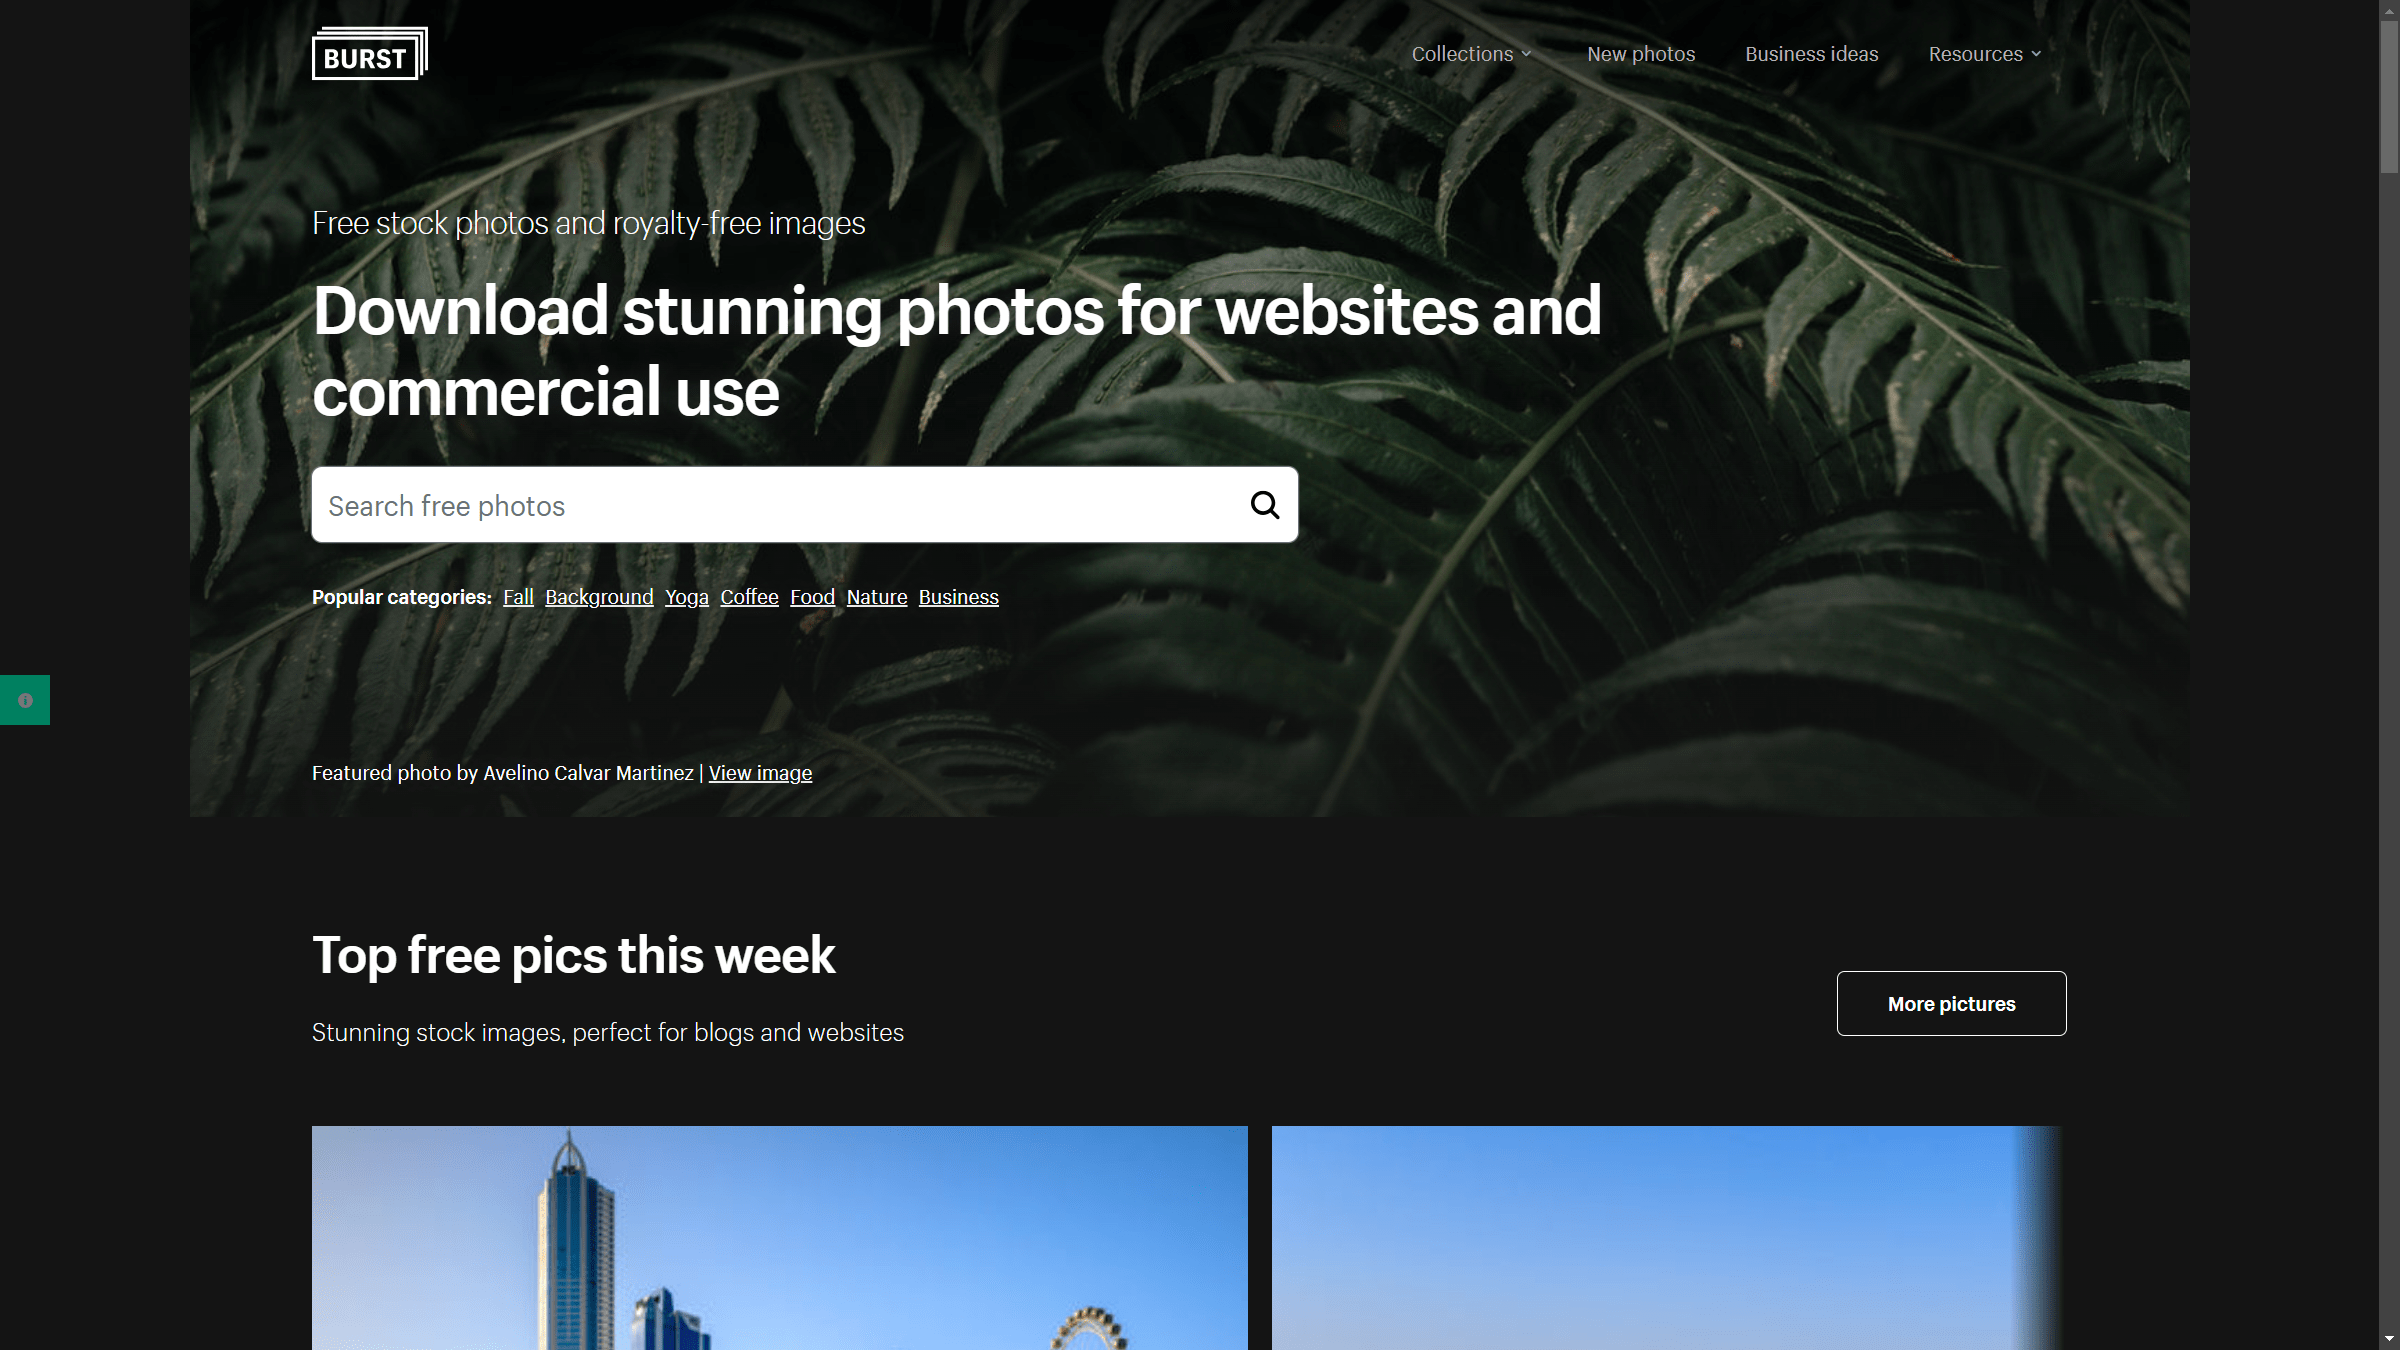 BURST
Collections
New photos
Business ideas
Resources
Free stock photos and royalty-free images
Download stunning photos for websites and
commercial use
Search free photos
Popular categories: Fall Background Yoga Coffee Food Nature Business
Featured photo by Avelino Calvar Martinez | View image
Top free pics this week
More pictures
Stunning stock images, perfect for blogs and websites